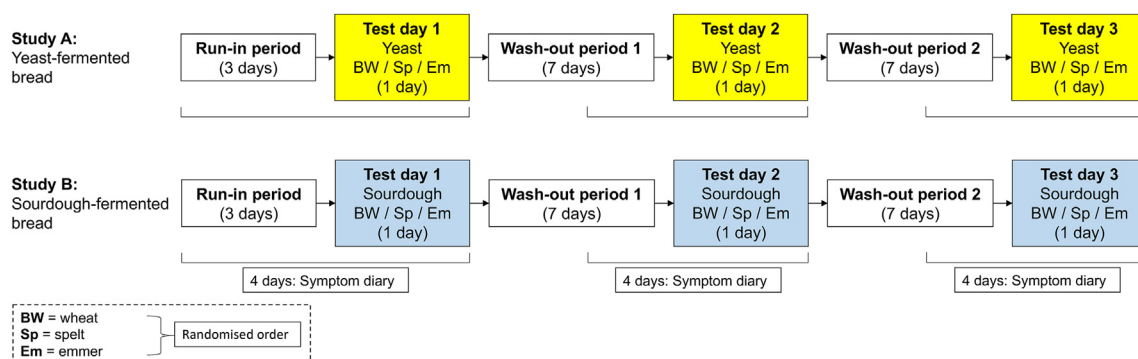 Study A:
Yeast-fermented
bread
Run-in period
(3 days)
Test day 1
Yeast
BW / Sp / Em
(1 day)
Wash-out period 1
(7 days)
Test day 2
Yeast
BW / Sp / Em
(1 day)
Wash-out period 2
(7 days)
Test day 3
Yeast
BW / Sp / Em
(1 day)
Study B:
Sourdough-fermented
bread
Run-in period
(3 days)
Test day 1
Sourdough
BW / Sp / Em
(1 day)
Wash-out period 1
(7 days)
Test day 2
Sourdough
BW / Sp / Em
(1 day)
Wash-out period 2
(7 days)
Test day 3
Sourdough
BW / Sp / Em
(1 day)
4 days: Symptom diary
4 days: Symptom diary
4 days: Symptom diary
BW = wheat
Sp = spelt
Em = emmer
Randomised order